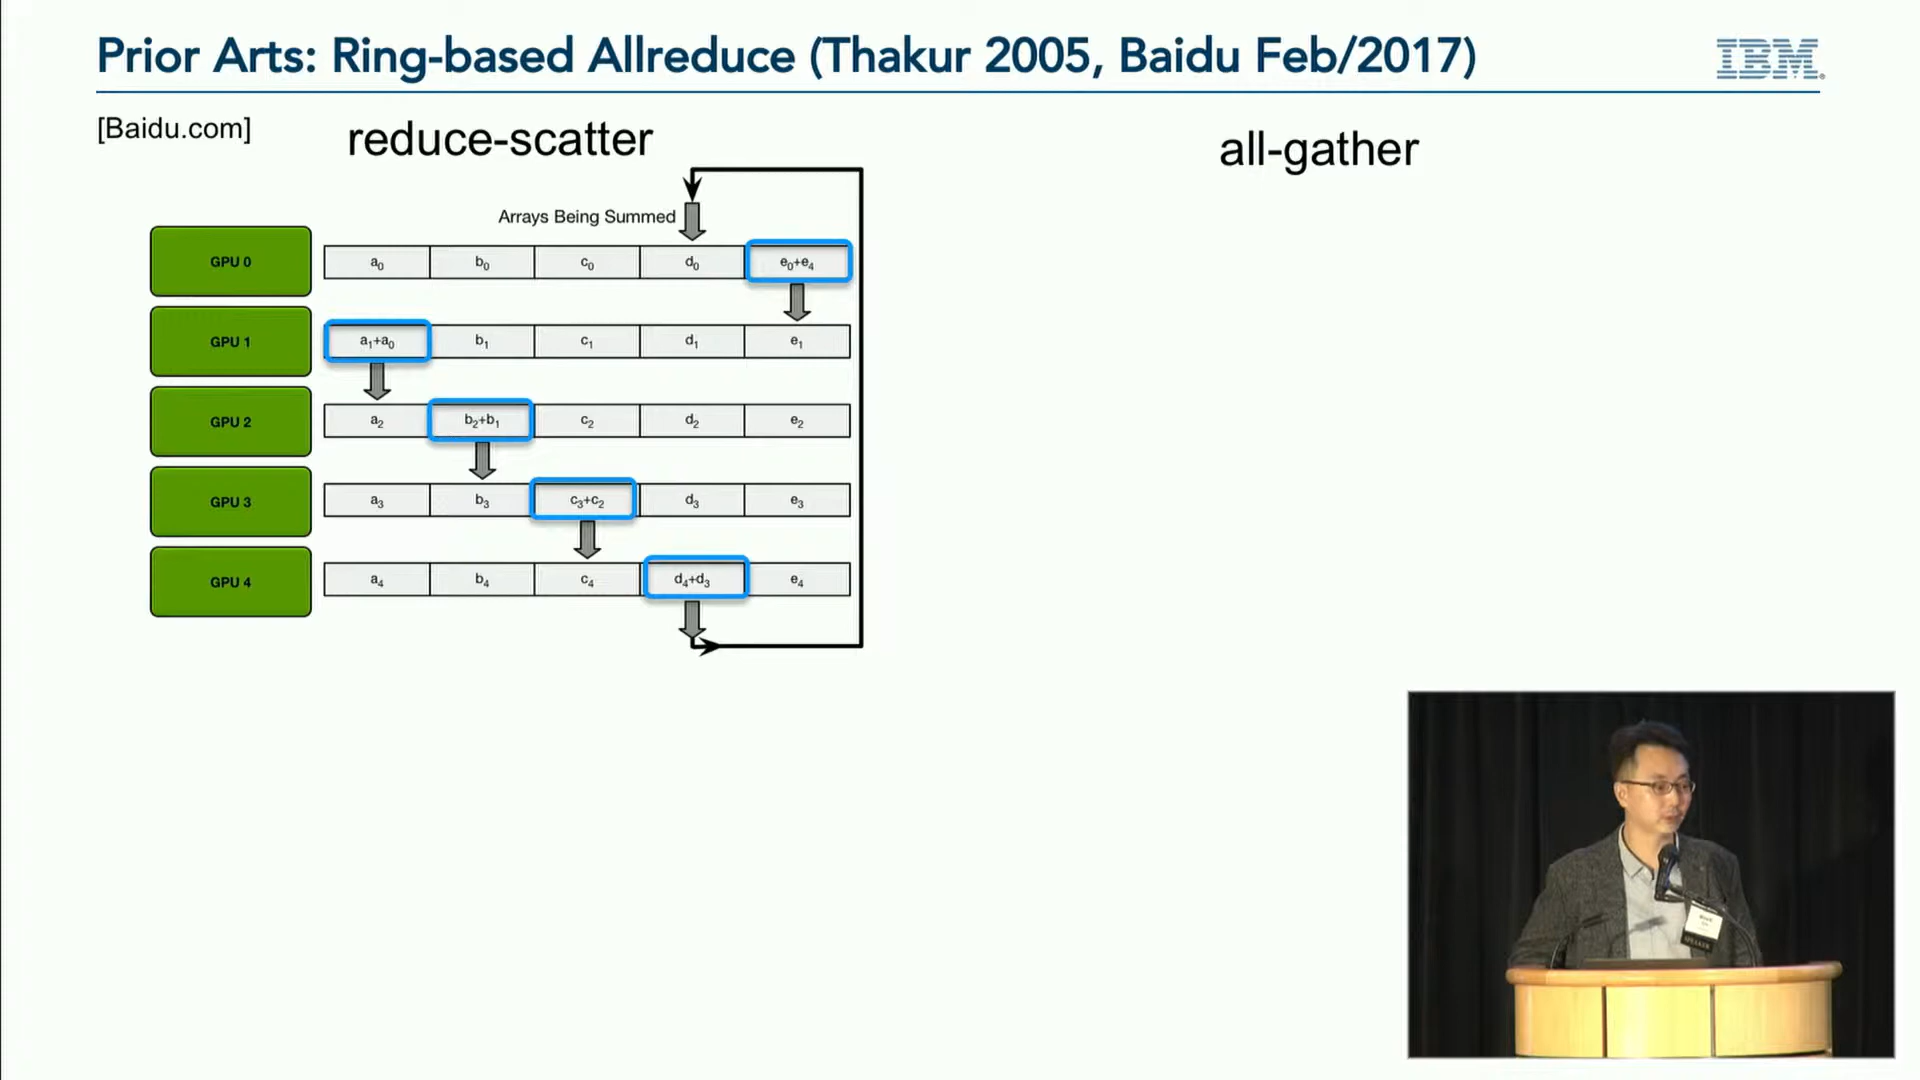 Prior Arts: Ring-based Allreduce (Thakur 2005, Baidu Feb/2017)
IBM
[Baidu.com]
reduce-scatter
all-gather
Arrays Being Summed
GPU 0 a₀ b₀ c₀ d₀ e₀+e₄
GPU 1 a₁+a₀ b₁ c₁ d₁ e₁
GPU 2 a₂ b₂+b₁ c₂ d₂ e₂
GPU 3 a₃ b₃ c₃+c₂ d₃ e₃
GPU 4 a₄ b₄ c₄ d₄+d₃ e₄
SPEAKER